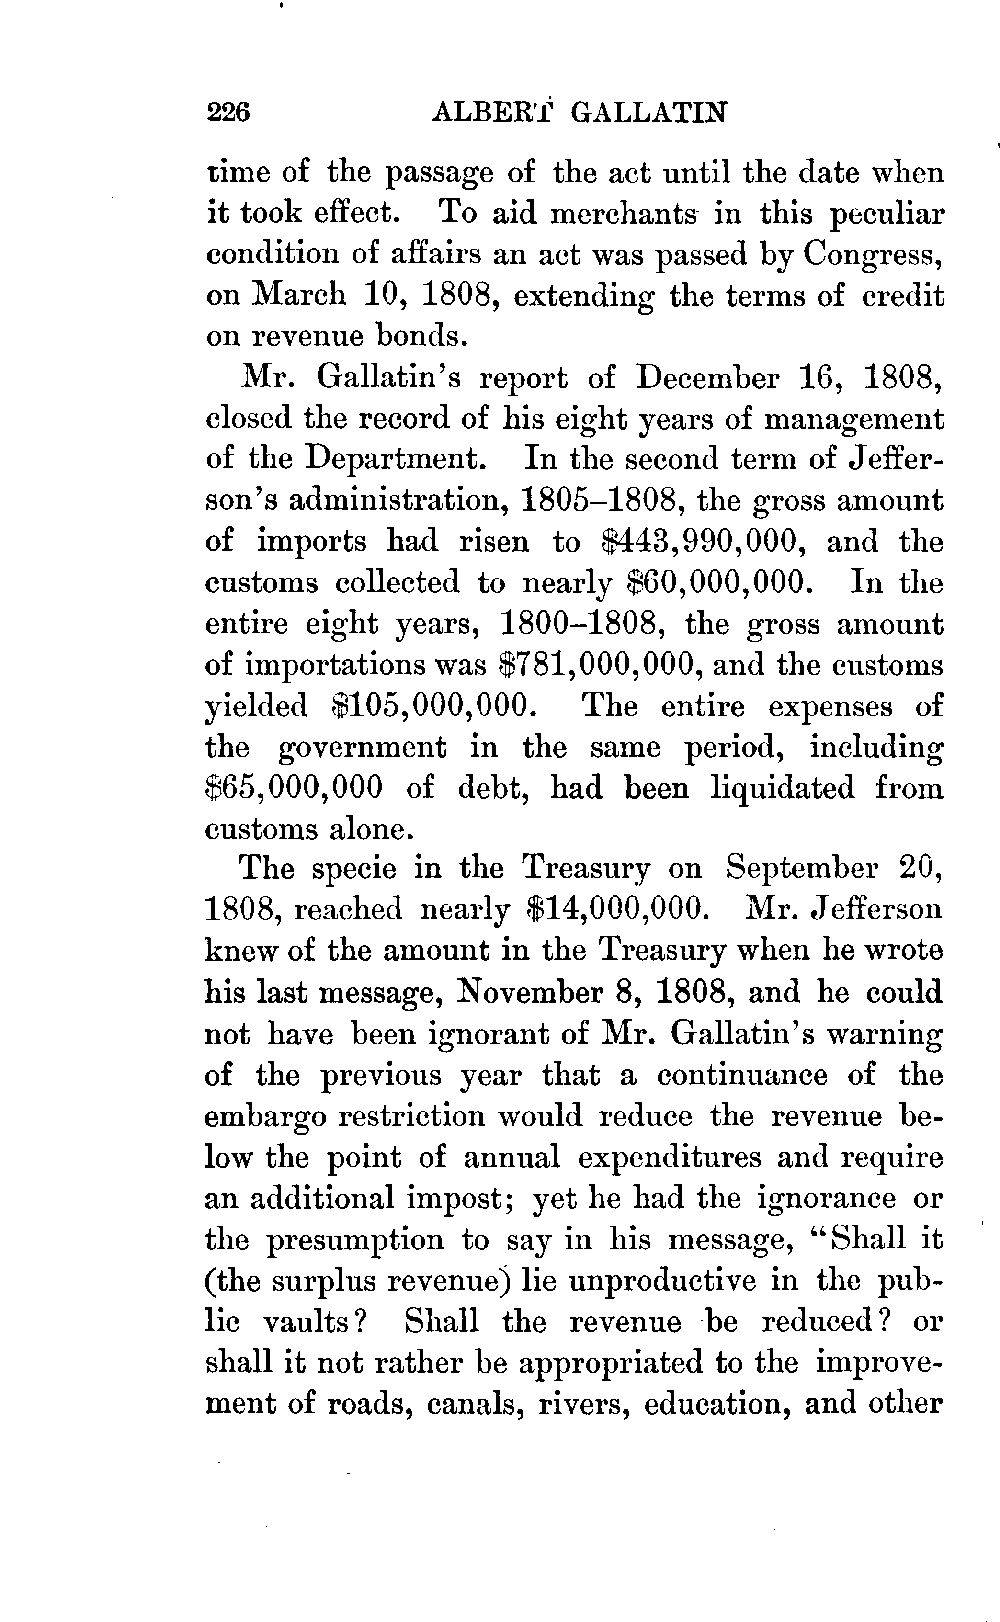 226 ALBERT GALLATIN
time of the passage of the act until the date when
it took effect. To aid merchants in this peculiar
condition of affairs an act was passed by Congress,
on March 10, 1808, extending the terms of credit
on revenue bonds.
Mr. Gallatin's report of December 16, 1808,
closed the record of his eight years of management
of the Department. In the second term of Jeffer-
son's administration, 1805–1808, the gross amount
of imports had risen to $443,990,000, and the
customs collected to nearly $60,000,000. In the
entire eight years, 1800–1808, the gross amount
of importations was $781,000,000, and the customs
yielded $105,000,000. The entire expenses of
the government in the same period, including
$65,000,000 of debt, had been liquidated from
customs alone.
The specie in the Treasury on September 20,
1808, reached nearly $14,000,000. Mr. Jefferson
knew of the amount in the Treasury when he wrote
his last message, November 8, 1808, and he could
not have been ignorant of Mr. Gallatin's warning
of the previous year that a continuance of the
embargo restriction would reduce the revenue be-
low the point of annual expenditures and require
an additional impost; yet he had the ignorance or
the presumption to say in his message, "Shall it
(the surplus revenue) lie unproductive in the pub-
lic vaults? Shall the revenue be reduced? or
shall it not rather be appropriated to the improve-
ment of roads, canals, rivers, education, and other